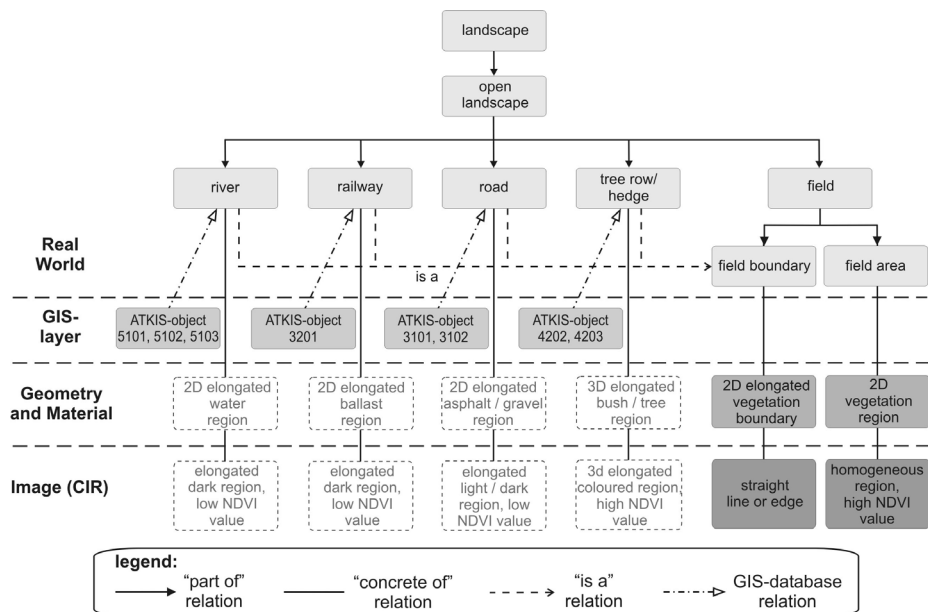 landscape
open
landscape
river
railway
road
tree row/
hedge
field
Real
World
is a
field boundary
field area
GIS-
layer
ATKIS-object
5101, 5102, 5103
ATKIS-object
3201
ATKIS-object
3101, 3102
ATKIS-object
4202, 4203
Geometry
and Material
2D elongated
water
region
2D elongated
ballast
region
2D elongated
asphalt / gravel
region
3D elongated
bush / tree
region
2D elongated
vegetation
boundary
2D
vegetation
region
Image (CIR)
elongated
dark region,
low NDVI
value
elongated
dark region,
low NDVI
value
elongated
light / dark
region, low
NDVI value
3d elongated
coloured region,
high NDVI
value
straight
line or edge
homogeneous
region,
high NDVI
value
legend:
"part of"
relation
"concrete of"
relation
"is a"
relation
GIS-database
relation